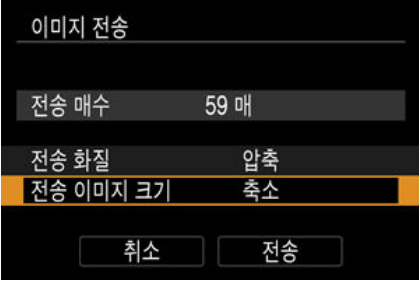 이미지 전송
전송 매수 59 매
전송 화질 압축
전송 이미지 크기 축소
취소 전송